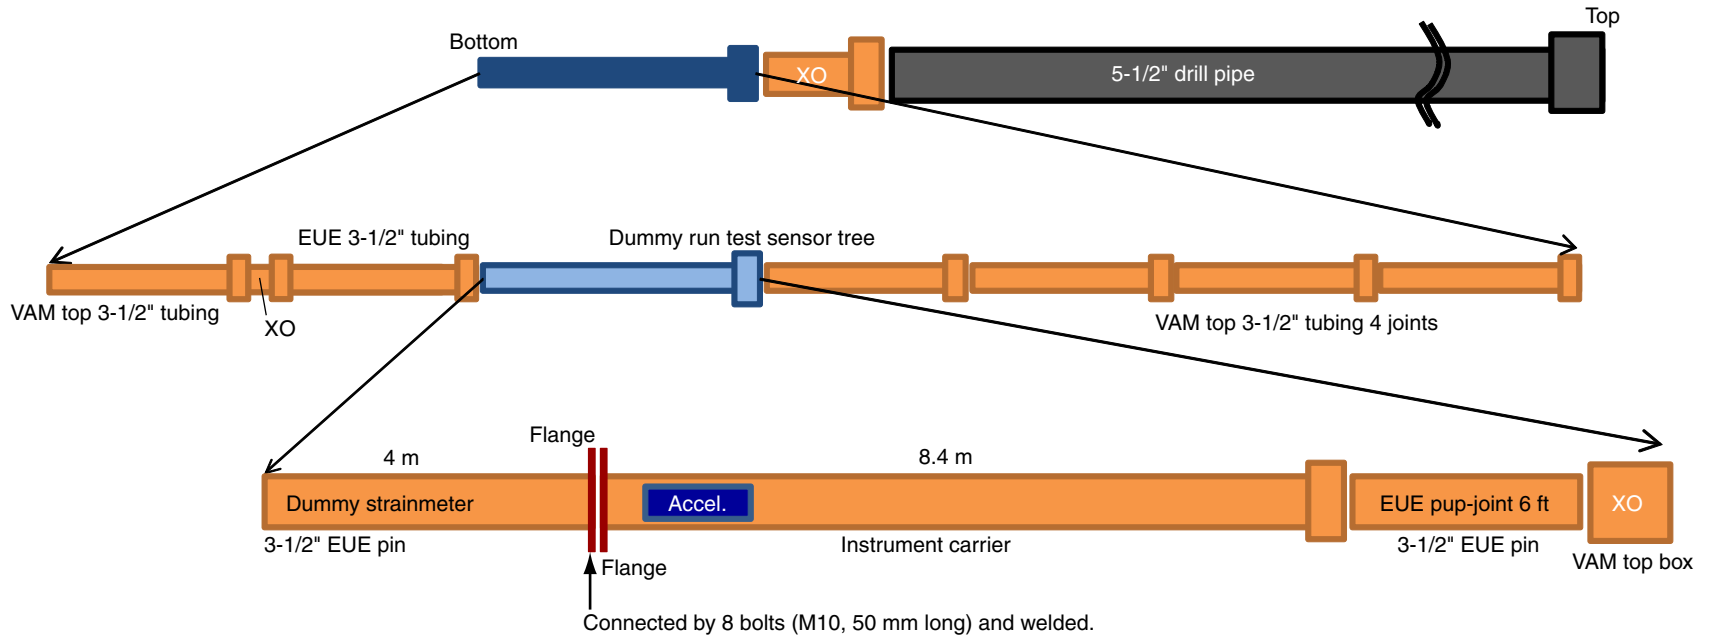 Top
Bottom
XO
5-1/2" drill pipe
EUE 3-1/2" tubing
Dummy run test sensor tree
VAM top 3-1/2" tubing
XO
VAM top 3-1/2" tubing 4 joints
Flange
4 m
8.4 m
Dummy strainmeter
Accel.
EUE pup-joint 6 ft
XO
3-1/2" EUE pin
Instrument carrier
3-1/2" EUE pin
VAM top box
Flange
Connected by 8 bolts (M10, 50 mm long) and welded.